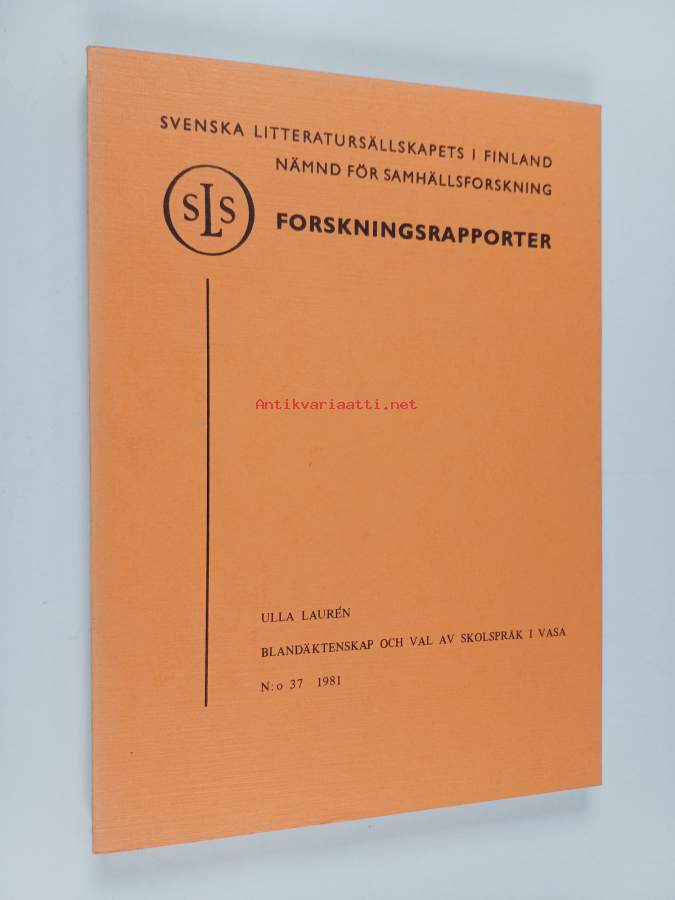 SVENSKA LITTERATURSÄLLSKAPETS I FINLAND
NÄMND FÖR SAMHÄLLSFORSKNING
SLS
FORSKNINGSRAPPORTER
Antikvariaatti.net
ULLA LAURÉN
BLANDÄKTENSKAP OCH VAL AV SKOLSPRÅK I VASA
N:o 37 1981